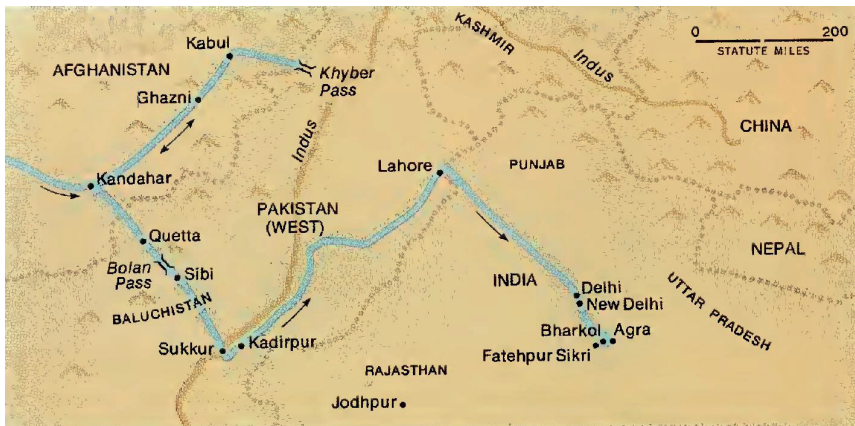 KASHMIR
0
200
STATUTE MILES
Kabul
AFGHANISTAN
Khyber
Pass
Indus
Ghazni
Indus
CHINA
Lahore
PUNJAB
Kandahar
PAKISTAN
(WEST)
Quetta
NEPAL
Bolan
Pass
Sibi
INDIA
Delhi
New Delhi
UTTAR PRADESH
BALUCHISTAN
Bharkol
Agra
Sukkur
Kadirpur
Fatehpur Sikri
RAJASTHAN
Jodhpur